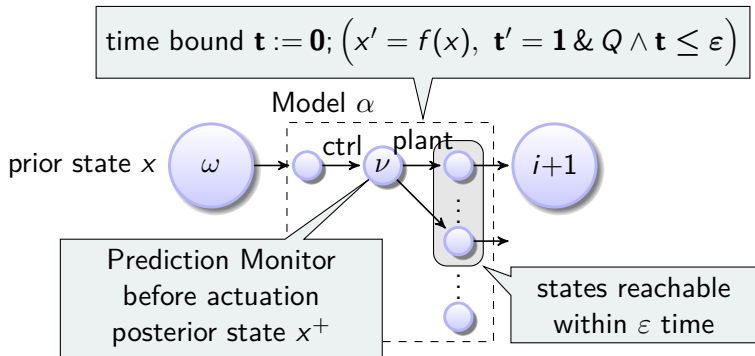 time bound t := 0; (x′ = f(x), t′ = 1 & Q ∧ t ≤ ε)
Model α
ctrl
plant
prior state x
ω
ν
i+1
Prediction Monitor
before actuation
posterior state x⁺
states reachable
within ε time